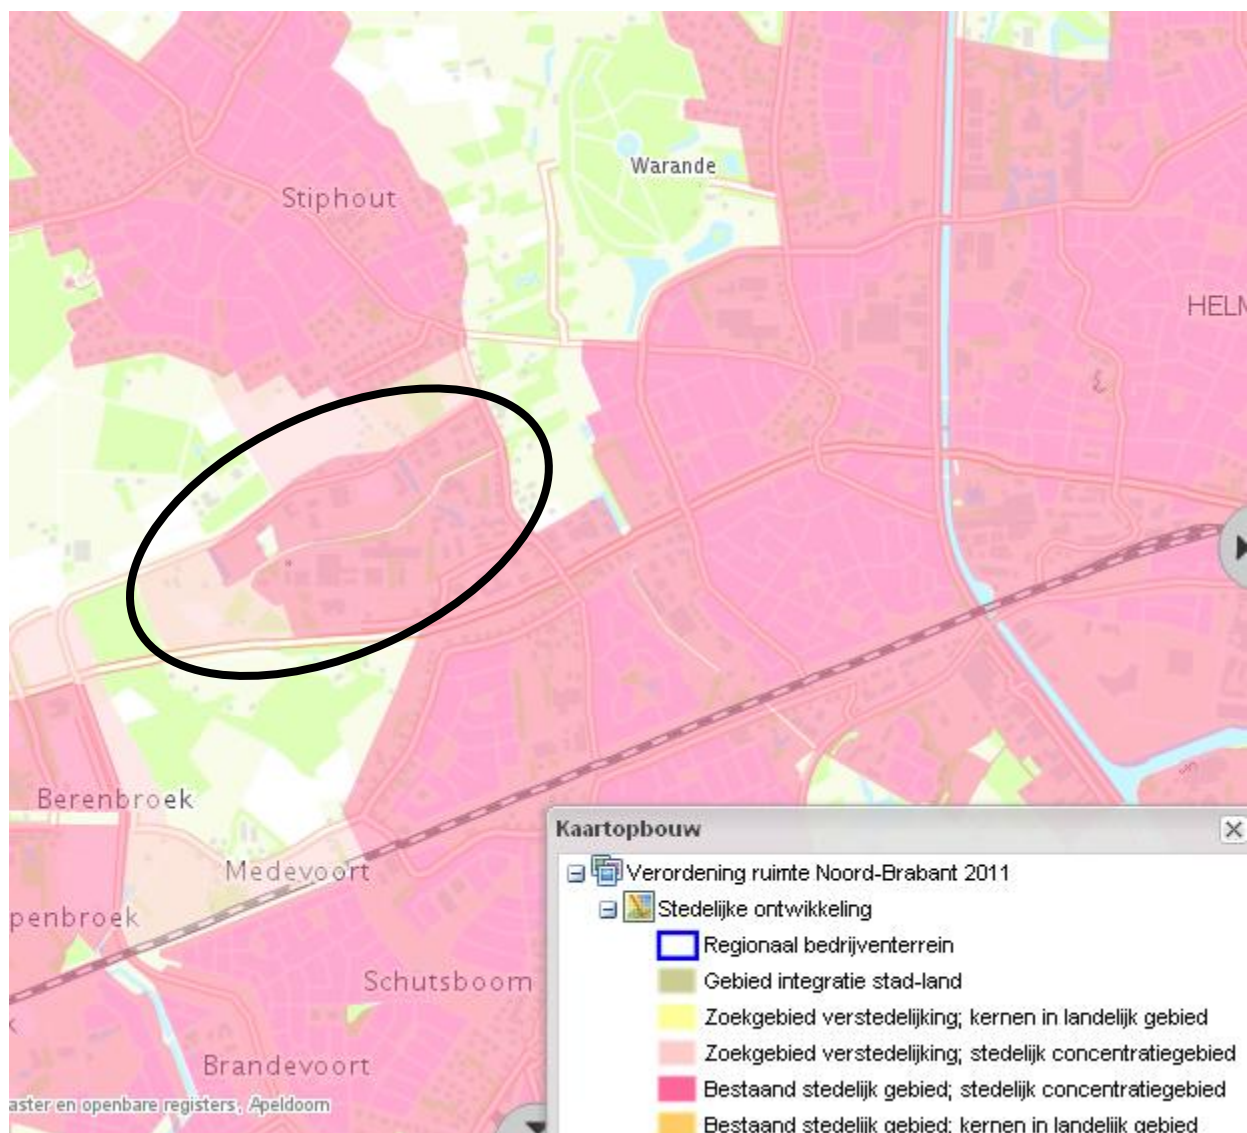 Warande
Stiphout
HELM
Berenbroek
Medevoort
penbroek
Schutsboom
Brandevoort
aster en openbare registers, Apeldoorn
Kaartopbouw
Verordening ruimte Noord-Brabant 2011
Stedelijke ontwikkeling
Regionaal bedrijventerrein
Gebied integratie stad-land
Zoekgebied verstedelijking; kernen in landelijk gebied
Zoekgebied verstedelijking; stedelijk concentratiegebied
Bestaand stedelijk gebied; stedelijk concentratiegebied
Bestaand stedelijk gebied; kernen in landelijk gebied